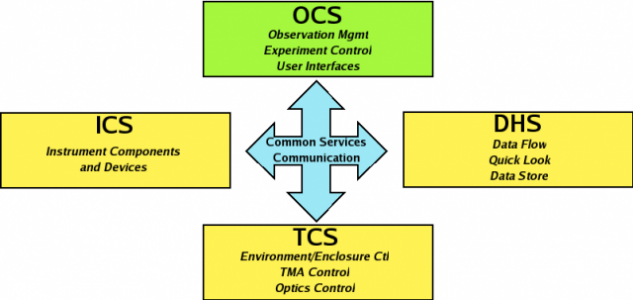 OCS
Observation Mgmt
Experiment Control
User Interfaces
ICS
Instrument Components
and Devices
Common Services
Communication
DHS
Data Flow
Quick Look
Data Store
TCS
Environment/Enclosure Ctl
TMA Control
Optics Control